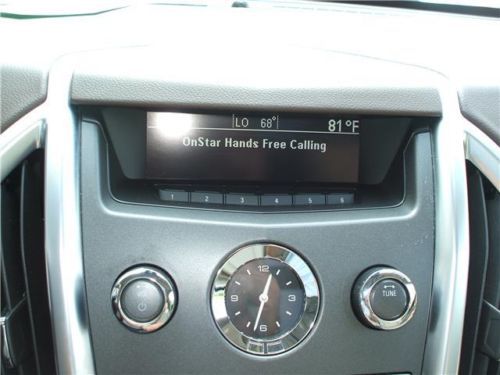 LO 68° 81°F
OnStar Hands Free Calling
1 2 3 4 5 6
12
9 3
6
TUNE